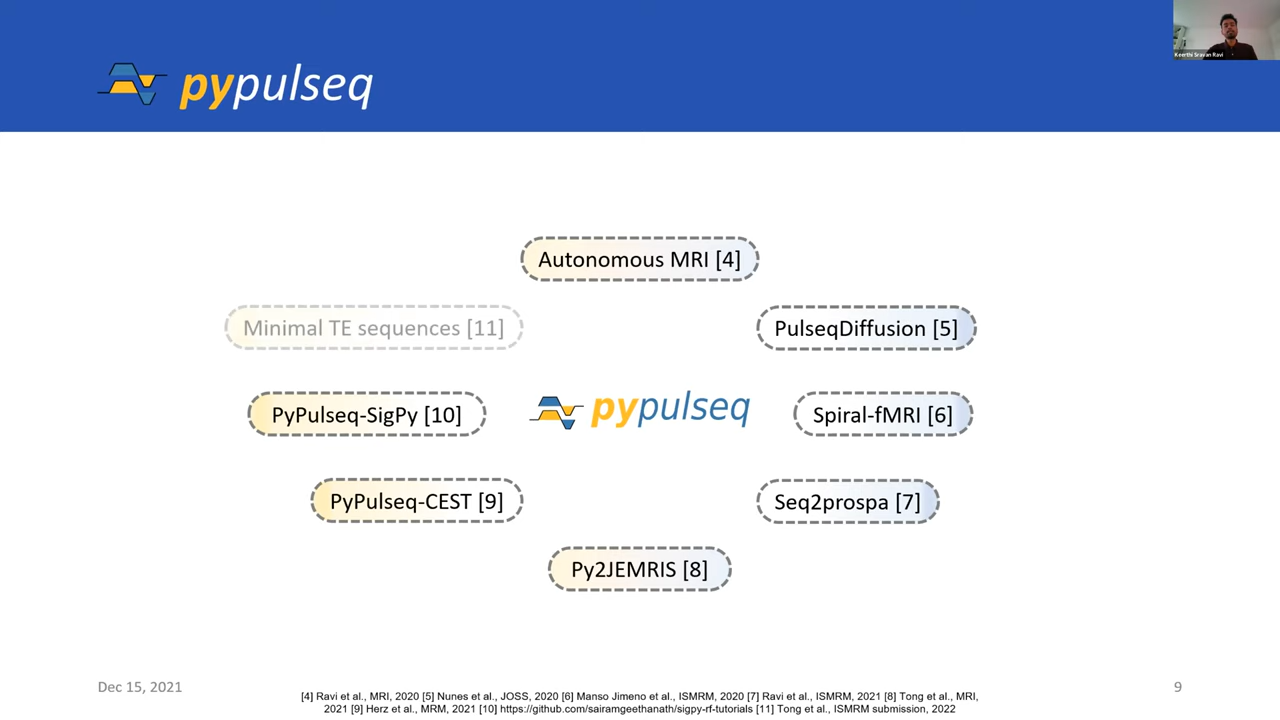 Keerthi Sravan Ravi
pypulseq
Autonomous MRI [4]
Minimal TE sequences [11]
PulseqDiffusion [5]
PyPulseq-SigPy [10]
pypulseq
Spiral-fMRI [6]
PyPulseq-CEST [9]
Seq2prospa [7]
Py2JEMRIS [8]
Dec 15, 2021
[4] Ravi et al., MRI, 2020 [5] Nunes et al., JOSS, 2020 [6] Manso Jimeno et al., ISMRM, 2020 [7] Ravi et al., ISMRM, 2021 [8] Tong et al., MRI,
2021 [9] Herz et al., MRM, 2021 [10] https://github.com/sairamgeethanath/sigpy-rf-tutorials [11] Tong et al., ISMRM submission, 2022
9